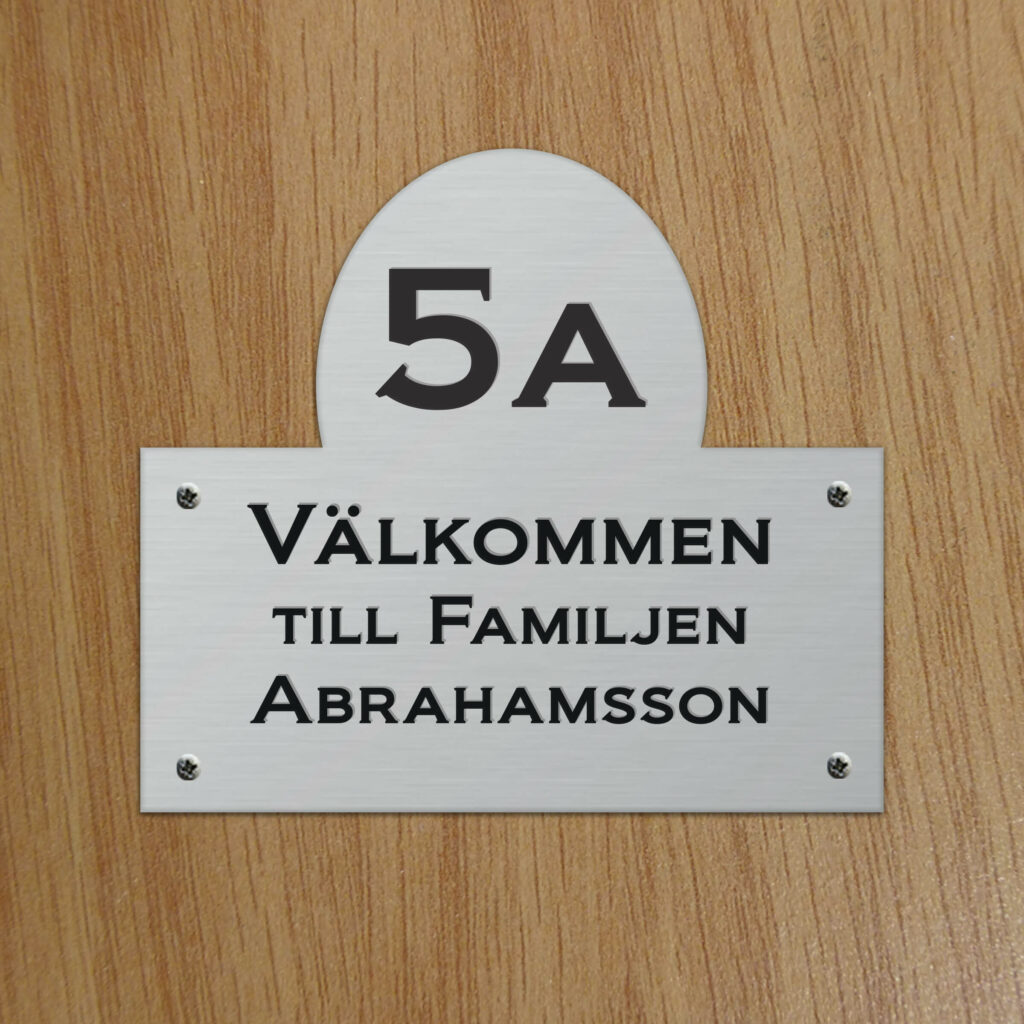 5A
Välkommen
till Familjen
Abrahamsson